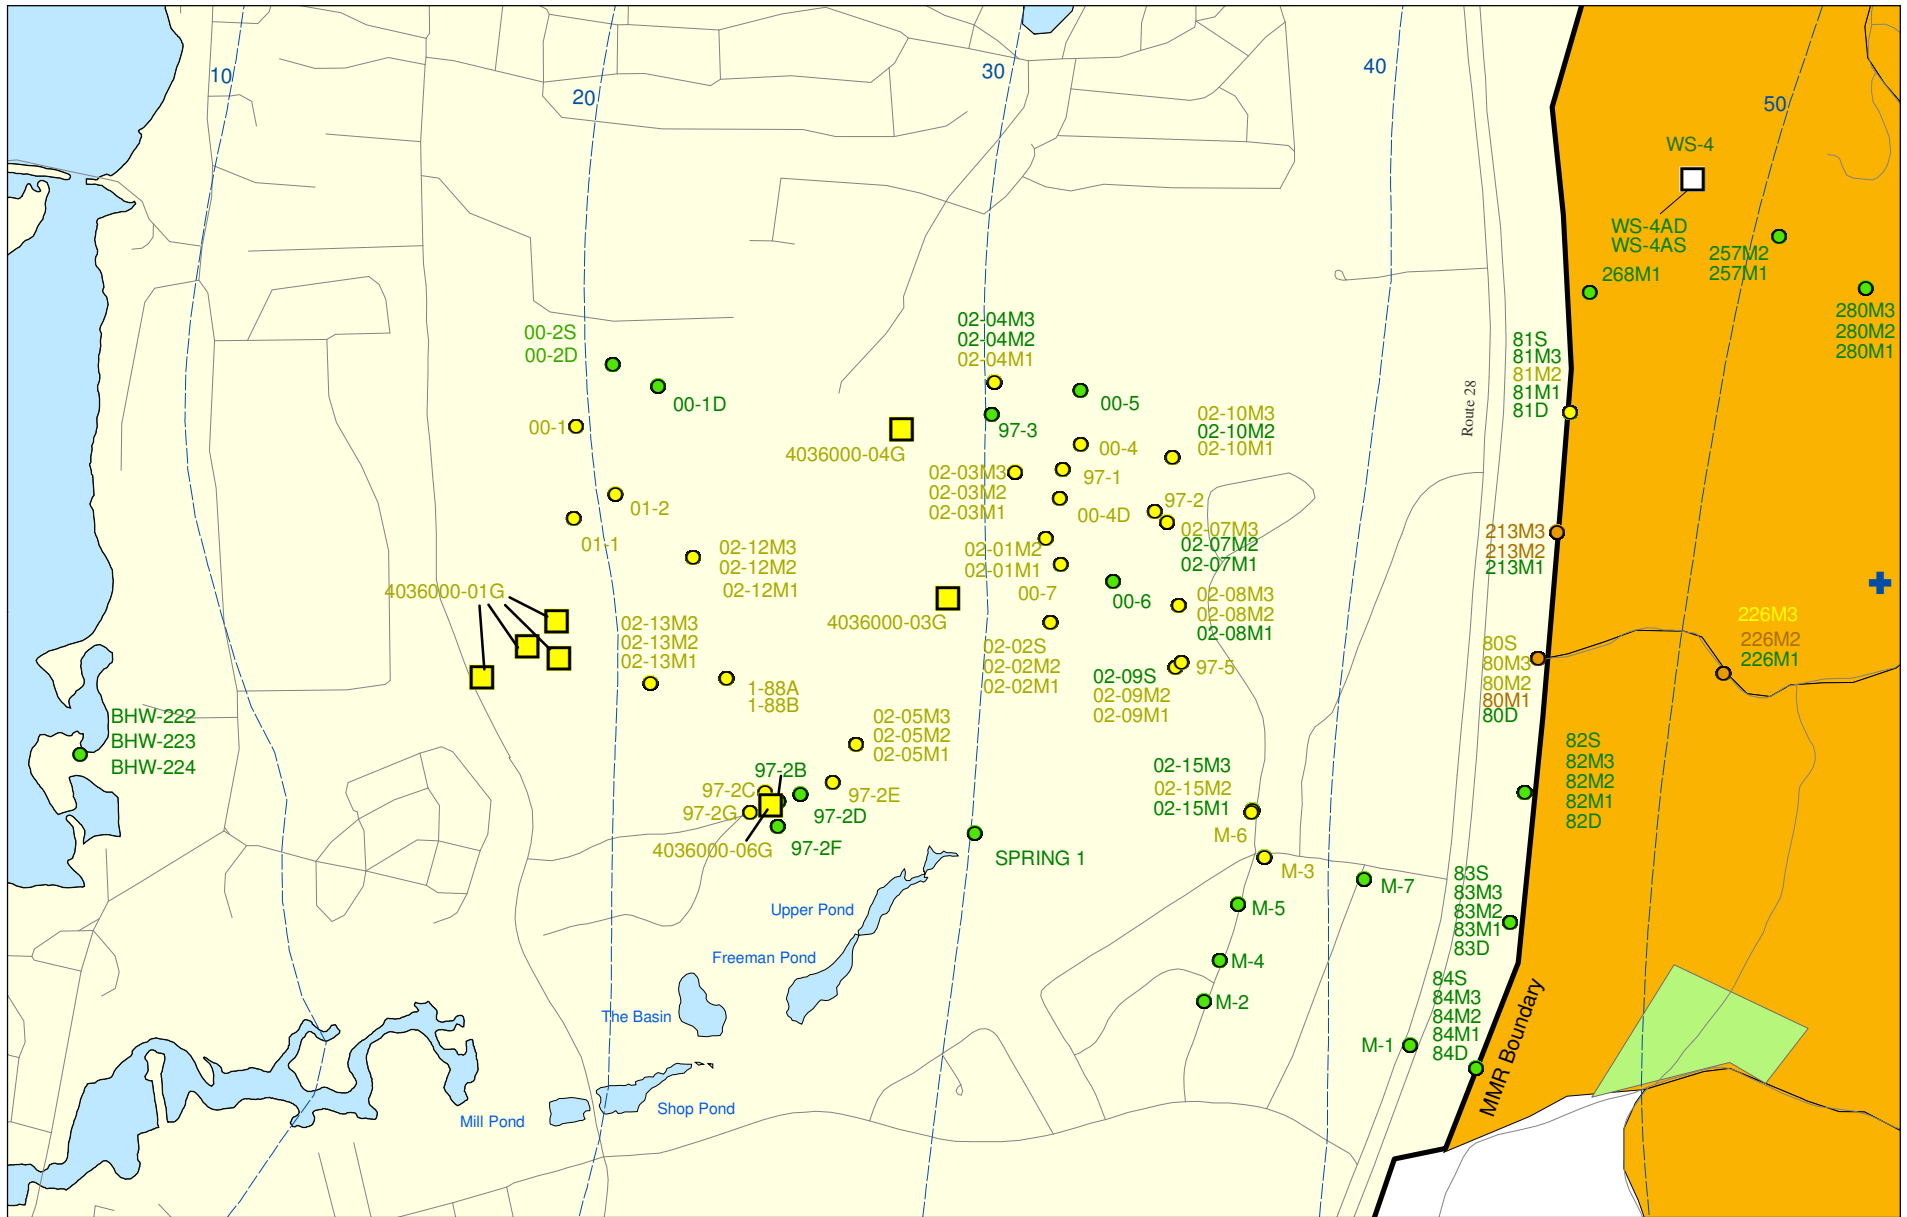 10
20
30
40
50
WS-4
WS-4AD
WS-4AS
257M2
257M1
268M1
280M3
280M2
280M1
00-2S
00-2D
00-1D
00-1
01-2
01-1
02-04M3
02-04M2
02-04M1
97-3
00-5
00-4
97-1
00-4D
4036000-04G
02-03M3
02-03M2
02-03M1
02-10M3
02-10M2
02-10M1
97-2
02-07M3
02-07M2
02-07M1
02-01M2
02-01M1
00-7
00-6
02-08M3
02-08M2
02-08M1
Route 28
81S
81M3
81M2
81M1
81D
213M3
213M2
213M1
226M3
226M2
226M1
80S
80M3
80M2
80M1
80D
02-12M3
02-12M2
02-12M1
4036000-01G
02-13M3
02-13M2
02-13M1
4036000-03G
02-02S
02-02M2
02-02M1
97-5
02-09S
02-09M2
02-09M1
1-88A
1-88B
BHW-222
BHW-223
BHW-224
02-05M3
02-05M2
02-05M1
97-2B
97-2C
97-2E
97-2G
97-2D
97-2F
4036000-06G
82S
82M3
82M2
82M1
82D
02-15M3
02-15M2
02-15M1
M-6
M-3
M-7
M-5
M-4
M-2
M-1
SPRING 1
83S
83M3
83M2
83M1
83D
84S
84M3
84M2
84M1
84D
Upper Pond
Freeman Pond
The Basin
Shop Pond
Mill Pond
MMR Boundary